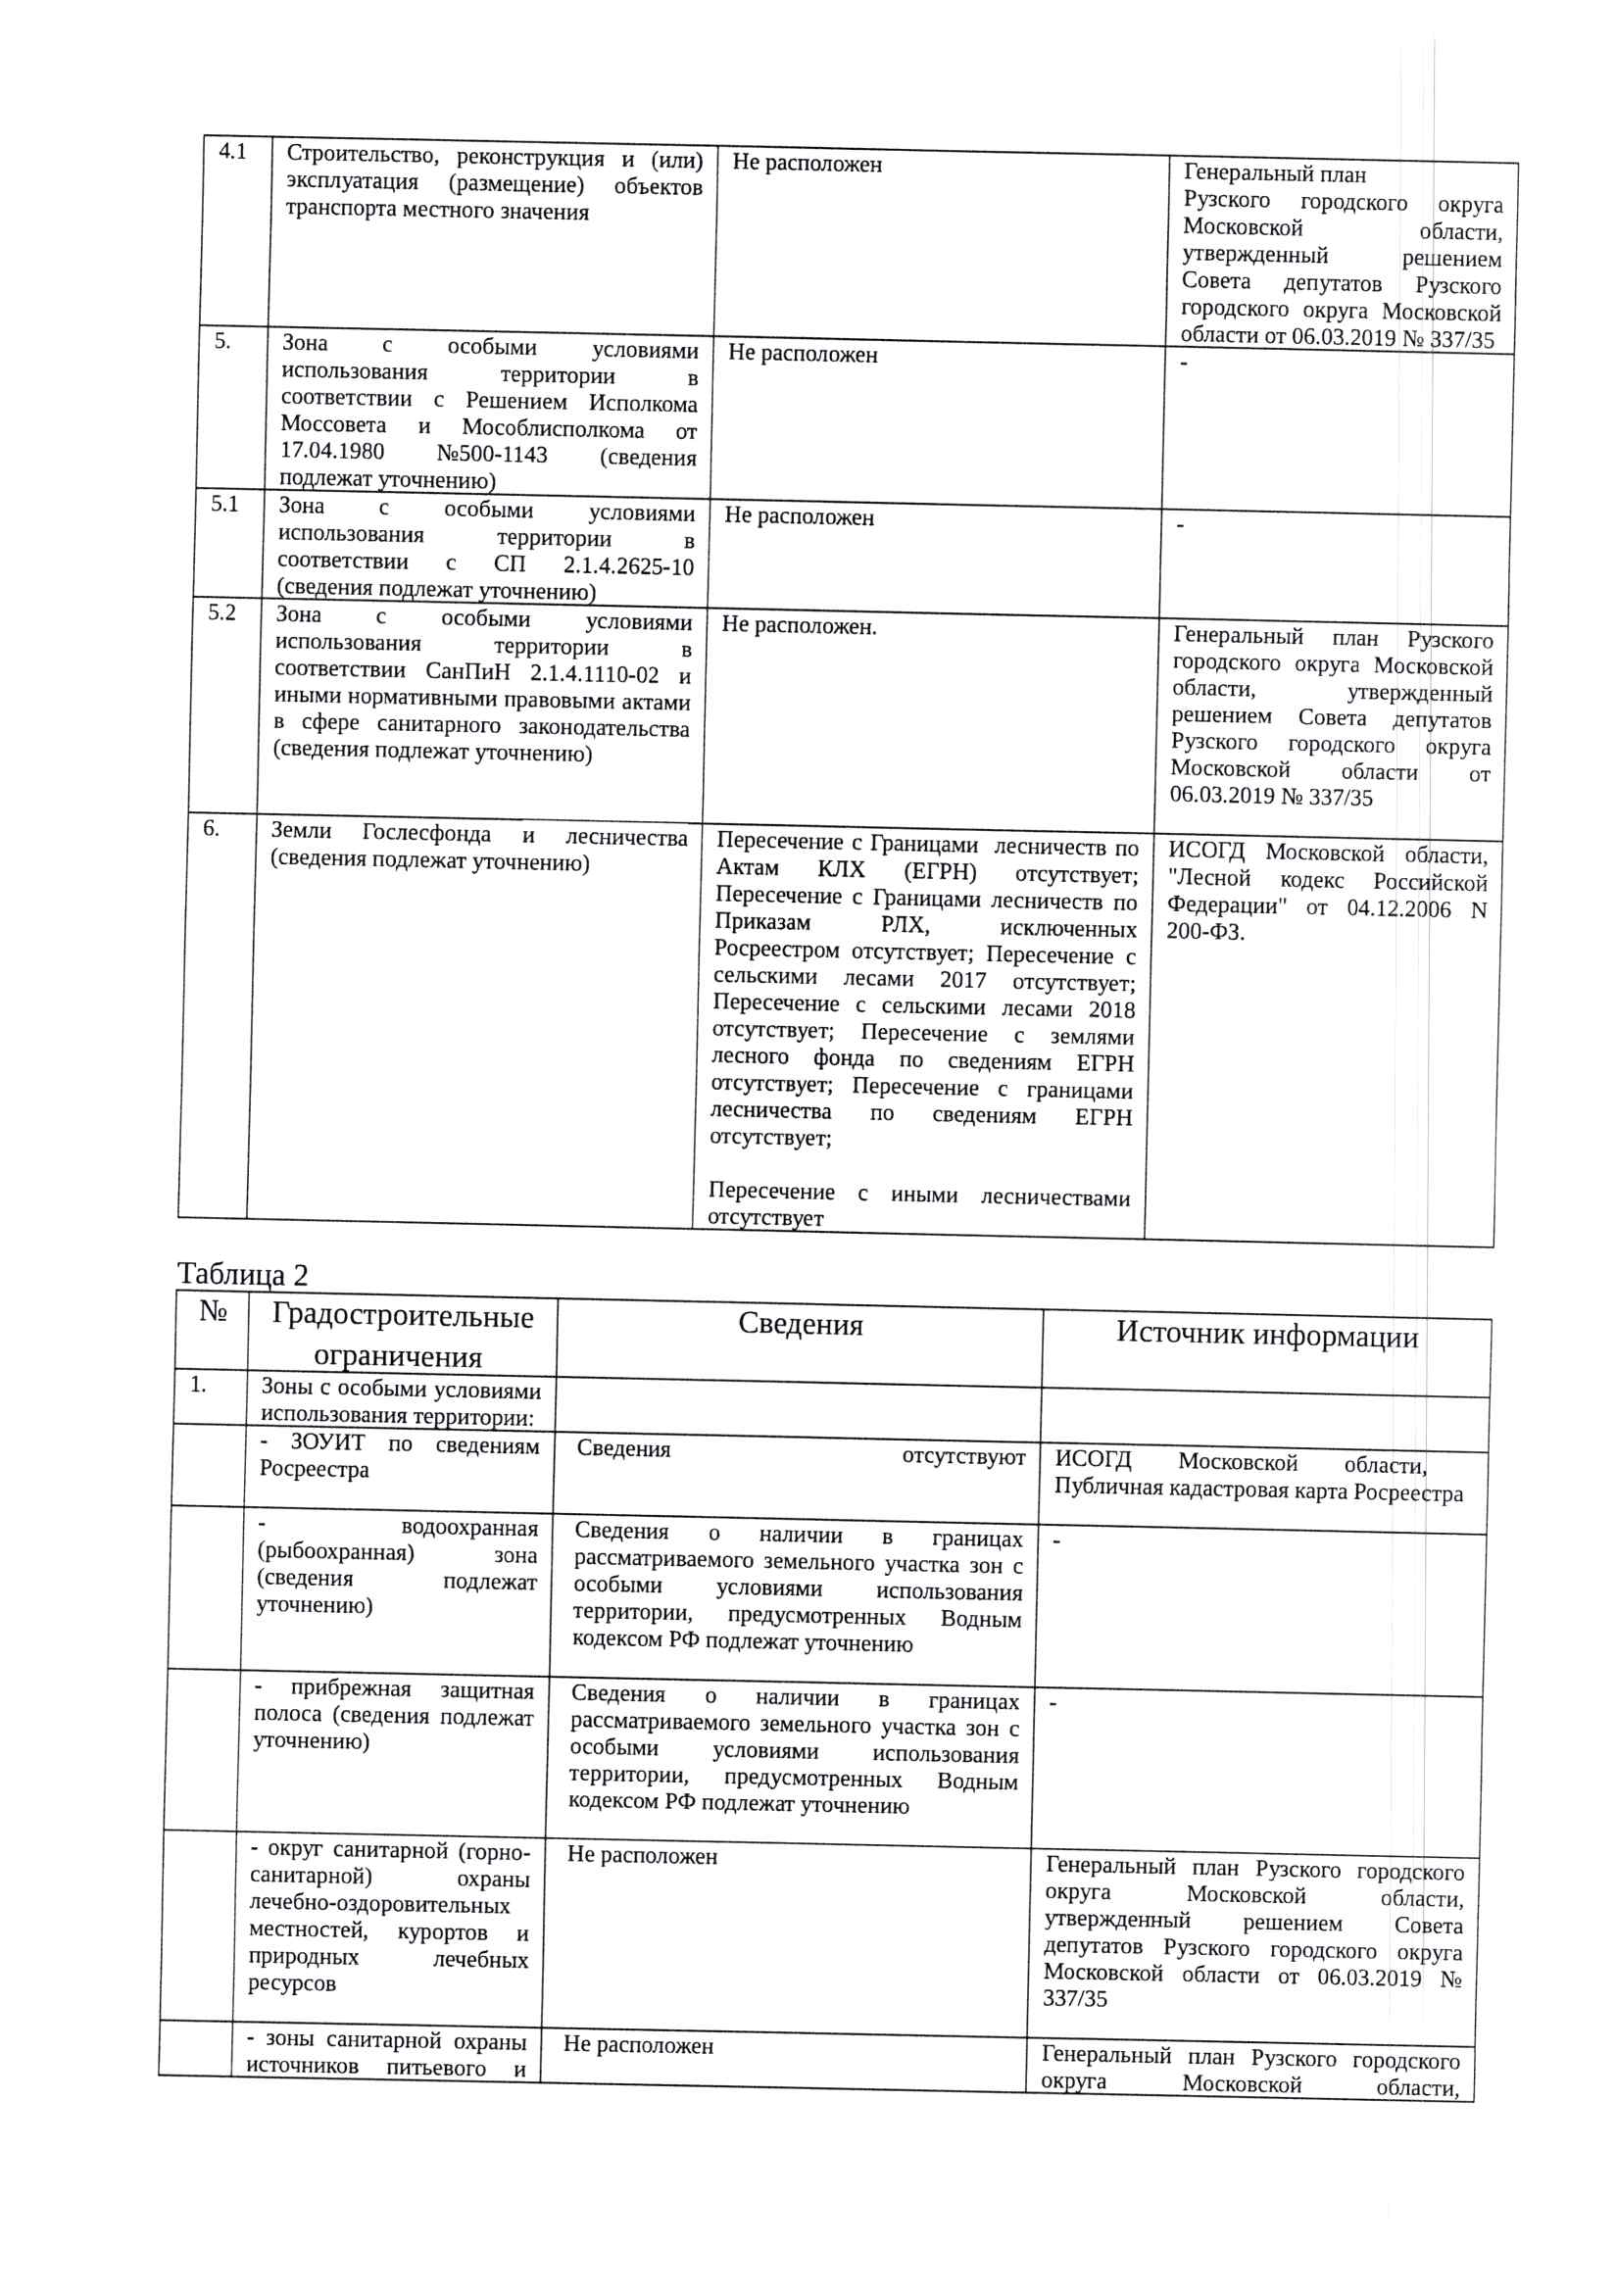 4.1
Строительство, реконструкция и (или)
эксплуатация (размещение) объектов
транспорта местного значения
Не расположен
Генеральный план
Рузского городского округа
Московской области,
утвержденный решением
Совета депутатов Рузского
городского округа Московской
области от 06.03.2019 № 337/35
5.
Зона с особыми условиями
использования территории в
соответствии с Решением Исполкома
Моссовета и Мособлисполкома от
17.04.1980 №500-1143 (сведения
подлежат уточнению)
Не расположен
-
5.1
Зона с особыми условиями
использования территории в
соответствии с СП 2.1.4.2625-10
(сведения подлежат уточнению)
Не расположен
-
5.2
Зона с особыми условиями
использования территории в
соответствии СанПиН 2.1.4.1110-02 и
иными нормативными правовыми актами
в сфере санитарного законодательства
(сведения подлежат уточнению)
Не расположен.
Генеральный план Рузского
городского округа Московской
области, утвержденный
решением Совета депутатов
Рузского городского округа
Московской области от
06.03.2019 № 337/35
6.
Земли Гослесфонда и лесничества
(сведения подлежат уточнению)
Пересечение с Границами лесничеств по
Актам КЛХ (ЕГРН) отсутствует;
Пересечение с Границами лесничеств по
Приказам РЛХ, исключенных
Росреестром отсутствует; Пересечение с
сельскими лесами 2017 отсутствует;
Пересечение с сельскими лесами 2018
отсутствует; Пересечение с землями
лесного фонда по сведениям ЕГРН
отсутствует; Пересечение с границами
лесничества по сведениям ЕГРН
отсутствует;
Пересечение с иными лесничествами
отсутствует
ИСОГД Московской области,
"Лесной кодекс Российской
Федерации" от 04.12.2006 N
200-ФЗ.
Таблица 2
№
Градостроительные
ограничения
Сведения
Источник информации
1.
Зоны с особыми условиями
использования территории:
- ЗОУИТ по сведениям
Росреестра
Сведения отсутствуют
ИСОГД Московской области,
Публичная кадастровая карта Росреестра
- водоохранная
(рыбоохранная) зона
(сведения подлежат
уточнению)
Сведения о наличии в границах
рассматриваемого земельного участка зон с
особыми условиями использования
территории, предусмотренных Водным
кодексом РФ подлежат уточнению
-
- прибрежная защитная
полоса (сведения подлежат
уточнению)
Сведения о наличии в границах
рассматриваемого земельного участка зон с
особыми условиями использования
территории, предусмотренных Водным
кодексом РФ подлежат уточнению
-
- округ санитарной (горно-
санитарной) охраны
лечебно-оздоровительных
местностей, курортов и
природных лечебных
ресурсов
Не расположен
Генеральный план Рузского городского
округа Московской области,
утвержденный решением Совета
депутатов Рузского городского округа
Московской области от 06.03.2019 №
337/35
- зоны санитарной охраны
источников питьевого и
Не расположен
Генеральный план Рузского городского
округа Московской области,